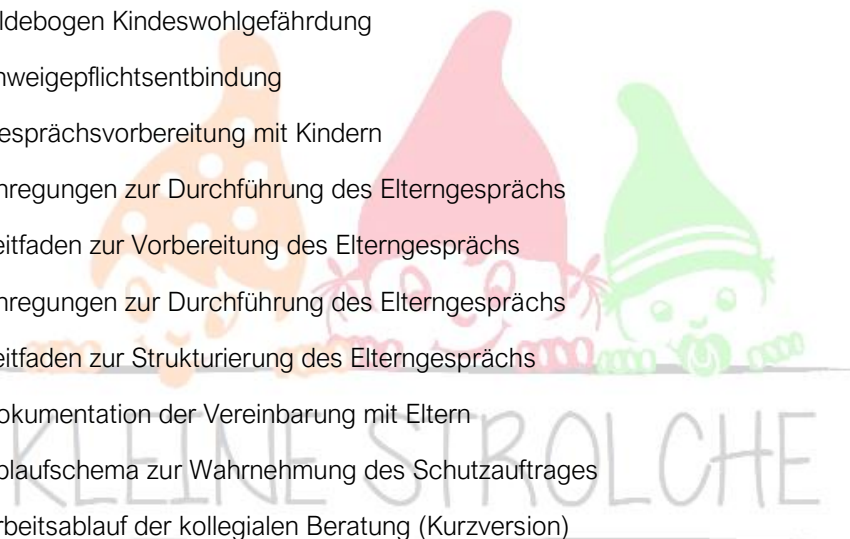 ldebogen Kindeswohlgefährdung
hweigepflichtsentbindung
esprächsvorbereitung mit Kindern
nregungen zur Durchführung des Elterngesprächs
eitfaden zur Vorbereitung des Elterngesprächs
nregungen zur Durchführung des Elterngesprächs
eitfaden zur Strukturierung des Elterngesprächs
okumentation der Vereinbarung mit Eltern
blaufschema zur Wahrnehmung des Schutzauftrages
KLEINE STROLCHE
rbeitsablauf der kollegialen Beratung (Kurzversion)